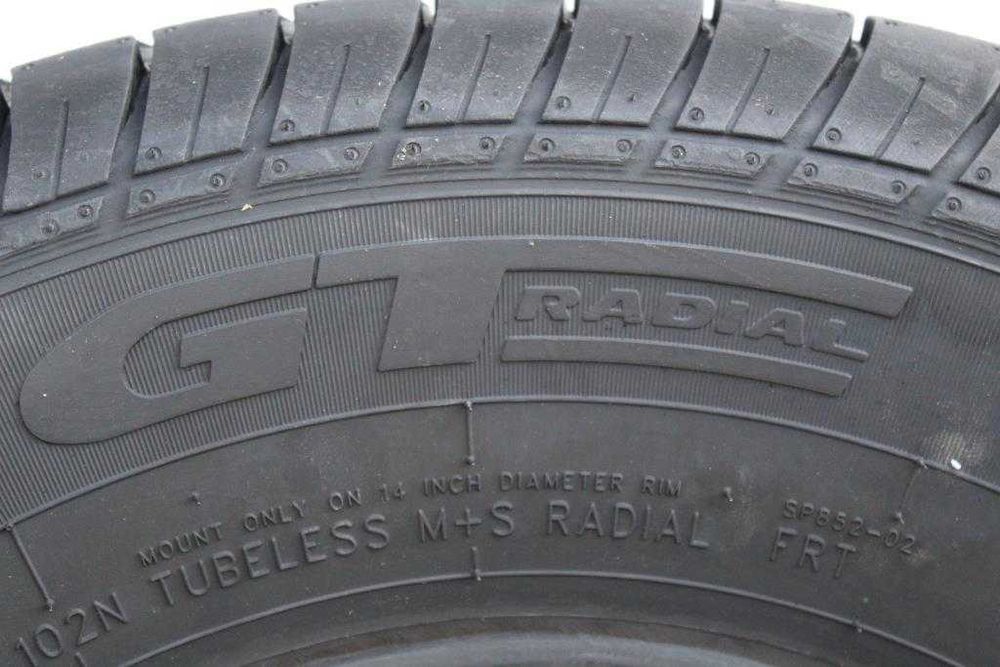 GT RADIAL
MOUNT ONLY ON 14 INCH DIAMETER RIM
SP852-02
102N TUBELESS M+S RADIAL FRT